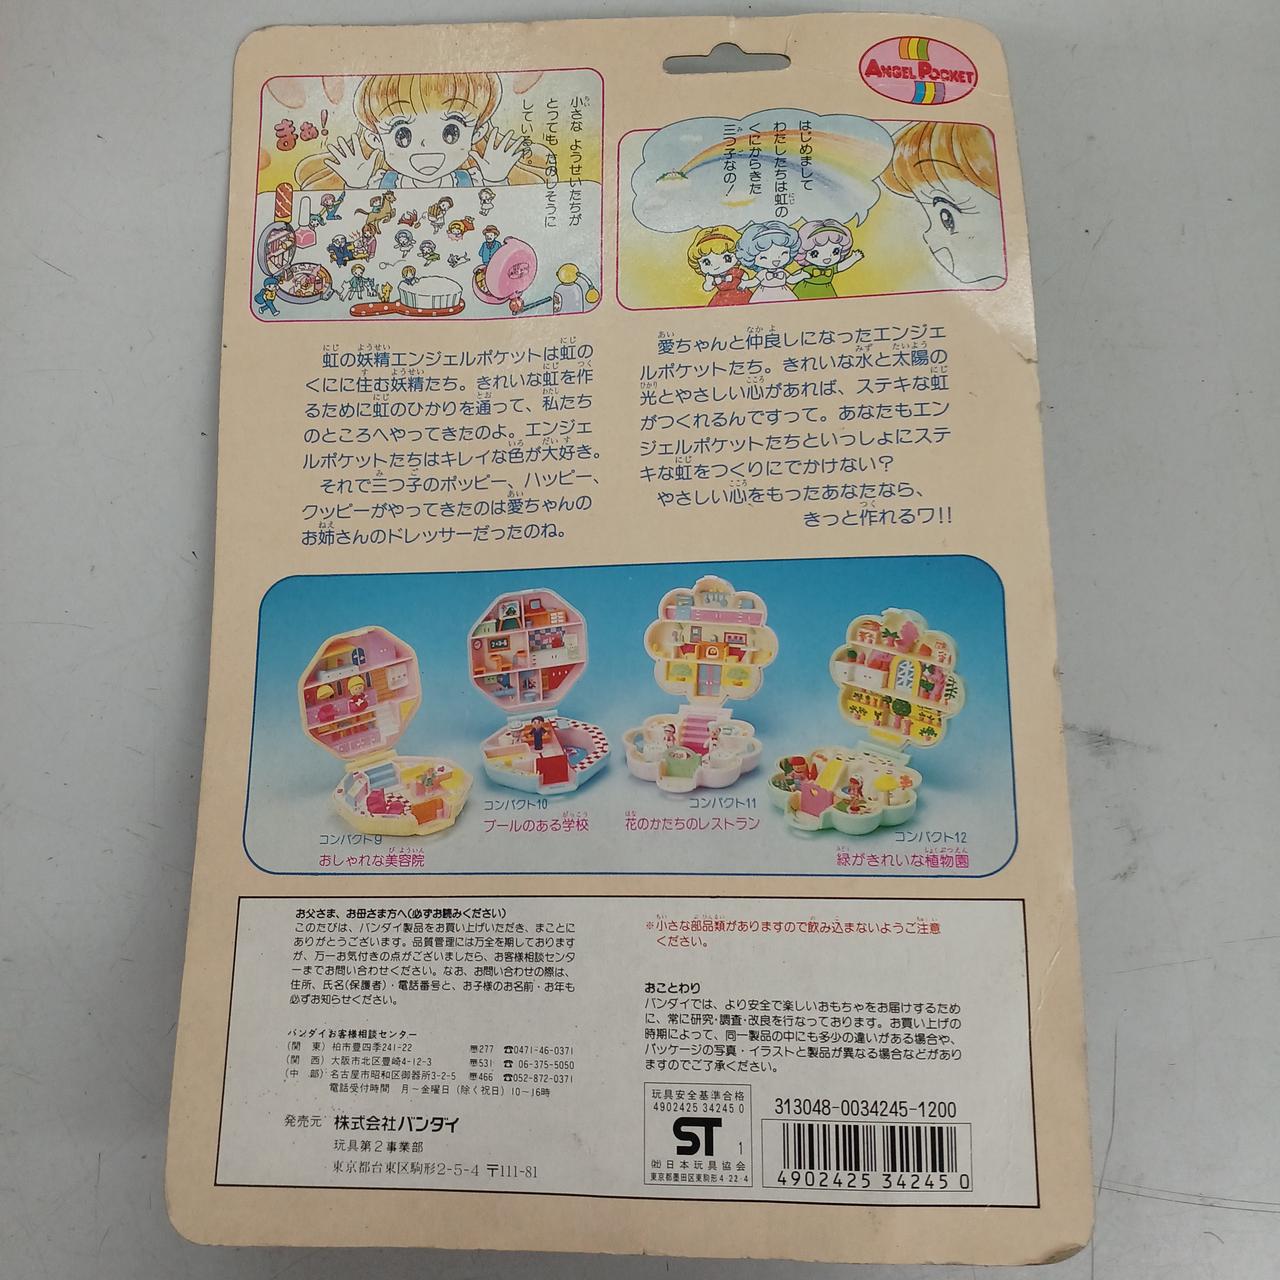 ANGEL POCKET
まぁ!
小さな ようせいたちが
とっても たのしそうに
しているわ。
はじめまして
わたしたちは虹の
くにからきた
三つ子なの!
虹の妖精エンジェルポケットは虹の
くにに住む妖精たち。きれいな虹を作
るために虹のひかりを通って、私たち
のところへやってきたのよ。エンジェ
ルポケットたちはキレイな色が大好き。
それで三つ子のポッピー、ハッピー、
クッピーがやってきたのは愛ちゃんの
お姉さんのドレッサーだったのね。
愛ちゃんと仲良しになったエンジェ
ルポケットたち。きれいな水と太陽の
光とやさしい心があれば、ステキな虹
がつくれるんですって。あなたもエン
ジェルポケットたちといっしょにステ
キな虹をつくりにでかけない?
やさしい心をもったあなたなら、
きっと作れるワ!!
コンパクト9
おしゃれな美容院
コンパクト10
プールのある学校
コンパクト11
花のかたちのレストラン
コンパクト12
緑がきれいな植物園
お父さま、お母さま方へ(必ずお読みください)
このたびは、バンダイ製品をお買い上げいただき、まことに
ありがとうございます。品質管理には万全を期しております
が、万一お気付きの点がございましたら、お客様相談センタ
ーまでお問い合わせください。なお、お問い合わせの際は、
住所、氏名(保護者)・電話番号と、お子様のお名前・お年も
必ずお知らせください。
バンダイお客様相談センター
(関 東) 柏市豊四季241-22 〠277 ☎0471-46-0371
(関 西) 大阪市北区豊崎4-12-3 〠531 ☎06-375-5050
(中 部) 名古屋市昭和区御器所3-2-5 〠466 ☎052-872-0371
電話受付時間 月~金曜日(除く祝日)10~16時
発売元 株式会社バンダイ
玩具第2事業部
東京都台東区駒形2-5-4 〒111-81
※小さな部品類がありますので飲み込まないようご注意
ください。
おことわり
バンダイでは、より安全で楽しいおもちゃをお届けするため
に、常に研究・調査・改良を行なっております。お買い上げの
時期によって、同一製品の中にも多少の違いがある場合や、
パッケージの写真・イラストと製品が異なる場合などがあり
ますのでご了承ください。
玩具安全基準合格
4902425 34245 0
ST 1
(社)日本玩具協会
東京都墨田区東駒形4-22-4
313048-0034245-1200
4902425 342450